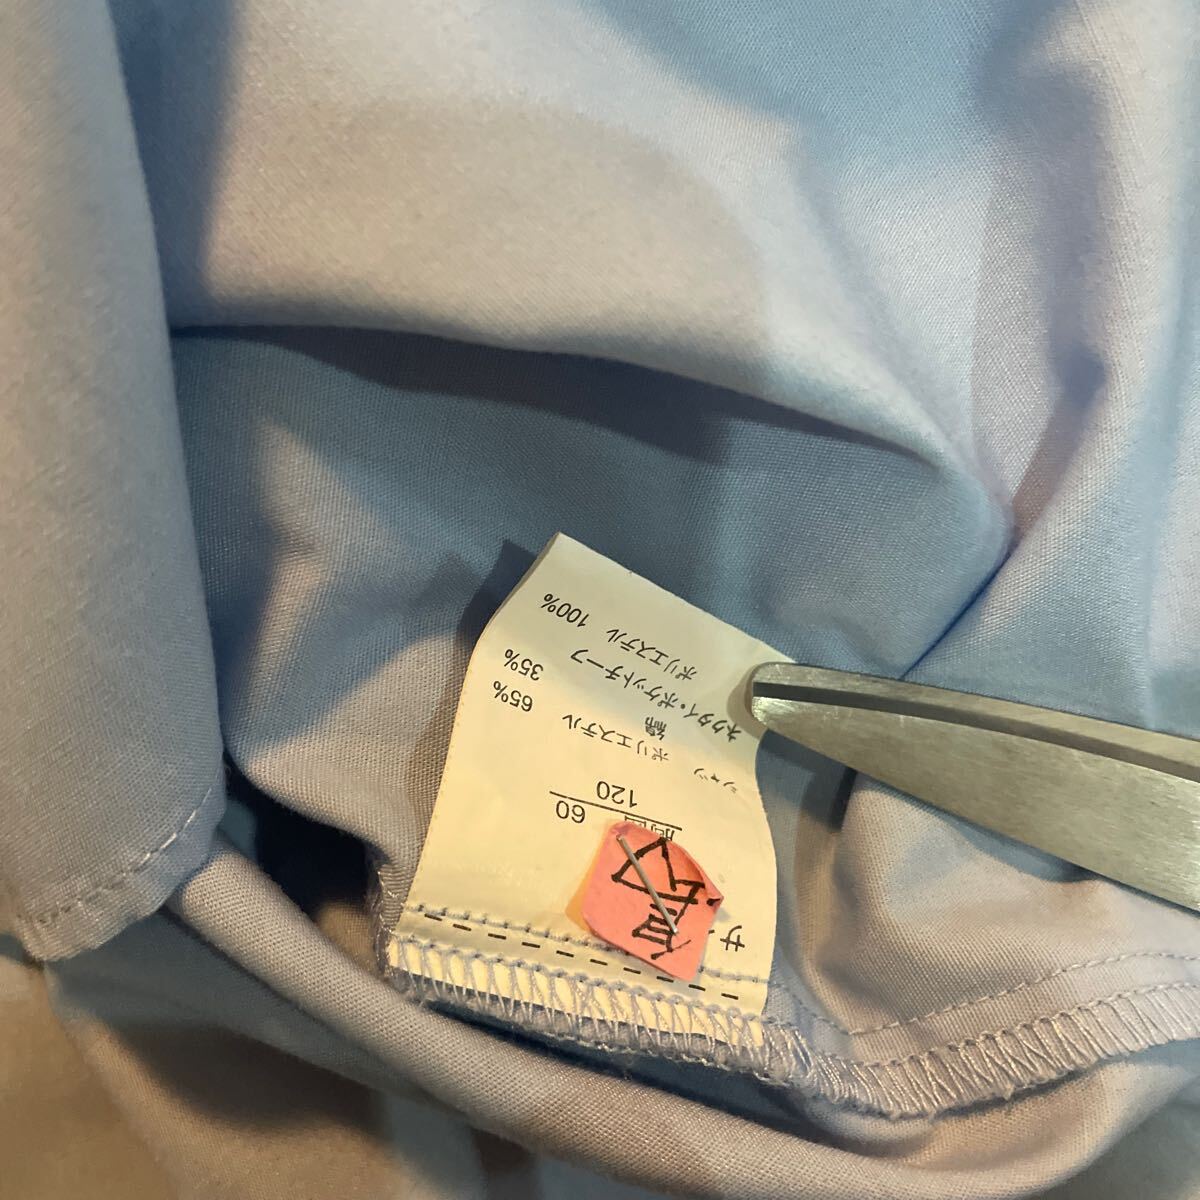 サ
60
120
シャツ
ポリエステル 65%
綿 35%
ネクタイ・ポケットチーフ
ポリエステル 100%